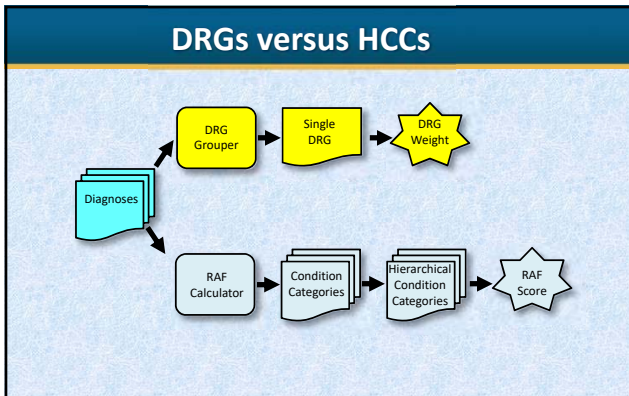 DRGs versus HCCs
DRG
Grouper
Single
DRG
DRG
Weight
Diagnoses
RAF
Calculator
Condition
Categories
Hierarchical
Condition
Categories
RAF
Score